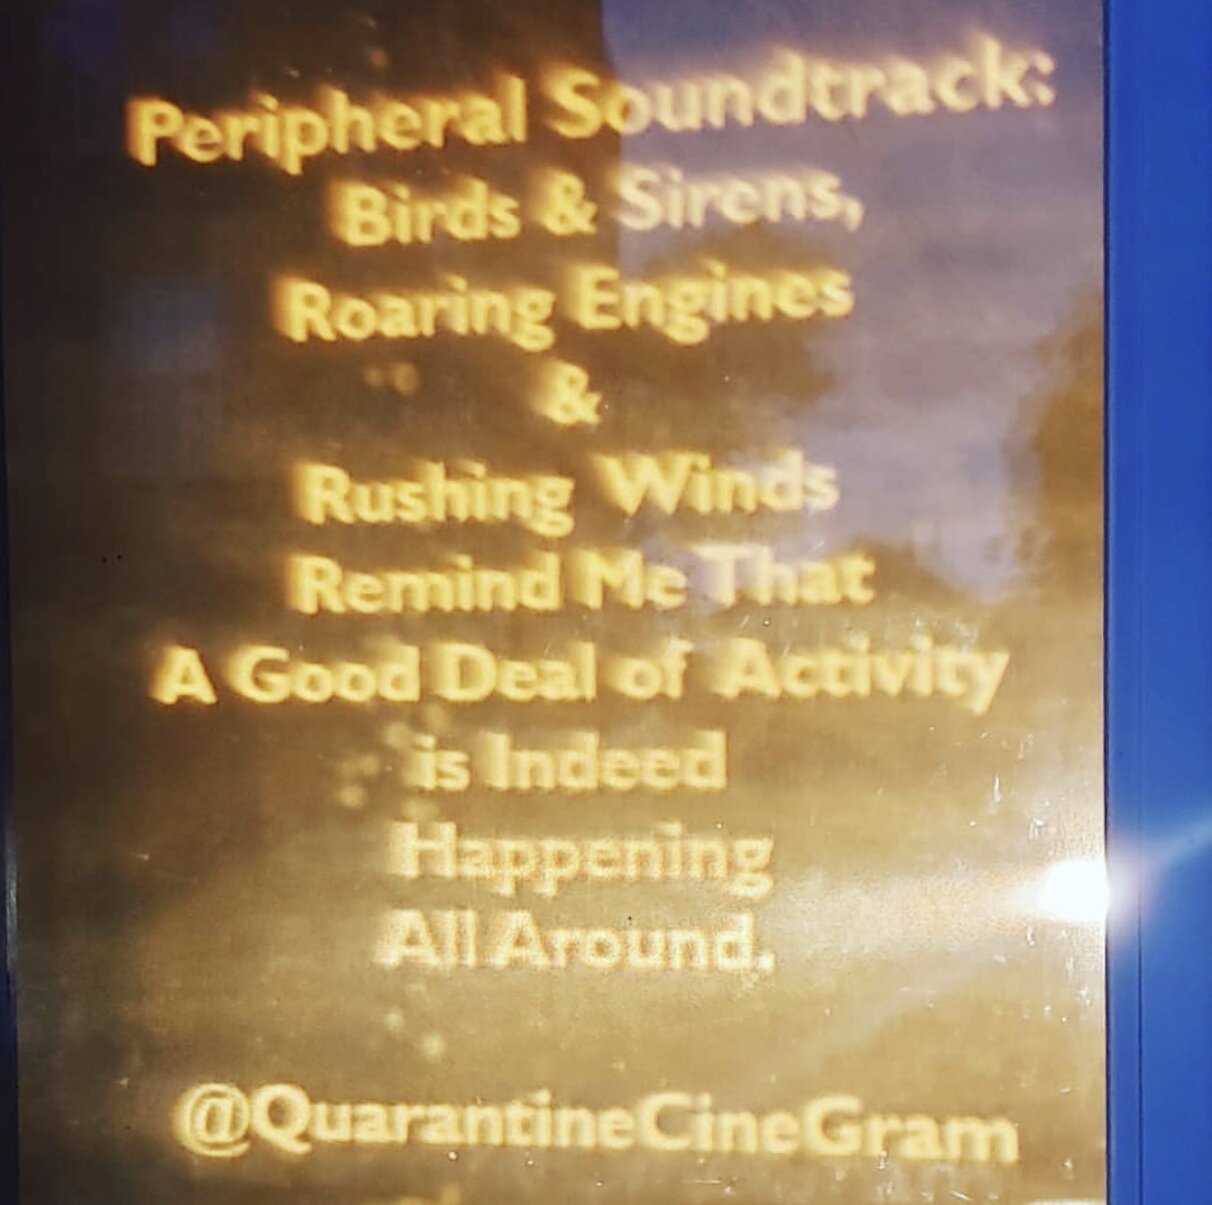 Peripheral Soundtrack:
Birds & Sirens,
Roaring Engines
&
Rushing Winds
Remind Me That
A Good Deal of Activity
is Indeed
Happening
All Around.
@QuarantineCineGram